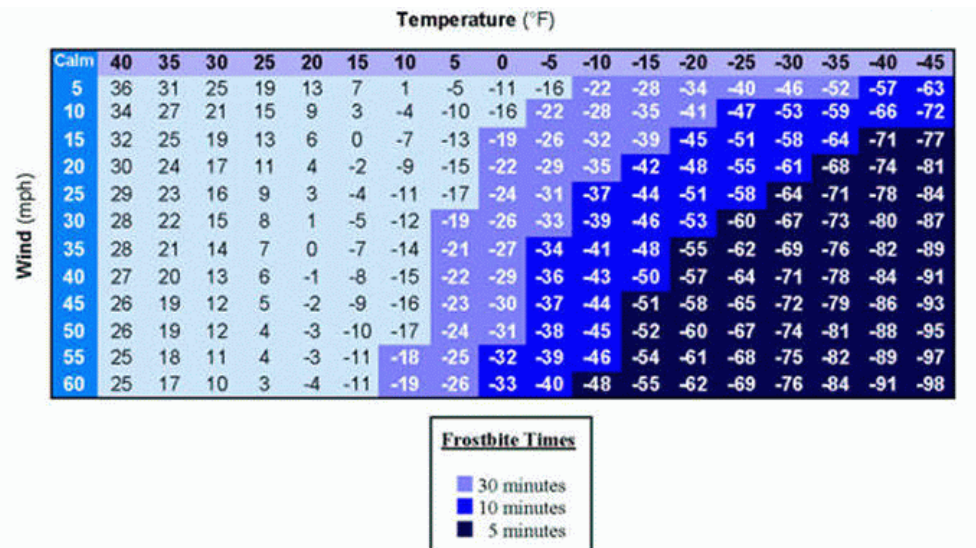 Temperature (°F)
Calm 40 35 30 25 20 15 10 5 0 -5 -10 -15 -20 -25 -30 -35 -40 -45
5 36 31 25 19 13 7 1 -5 -11 -16 -22 -28 -34 -40 -46 -52 -57 -63
10 34 27 21 15 9 3 -4 -10 -16 -22 -28 -35 -41 -47 -53 -59 -66 -72
15 32 25 19 13 6 0 -7 -13 -19 -26 -32 -39 -45 -51 -58 -64 -71 -77
20 30 24 17 11 4 -2 -9 -15 -22 -29 -35 -42 -48 -55 -61 -68 -74 -81
25 29 23 16 9 3 -4 -11 -17 -24 -31 -37 -44 -51 -58 -64 -71 -78 -84
30 28 22 15 8 1 -5 -12 -19 -26 -33 -39 -46 -53 -60 -67 -73 -80 -87
35 28 21 14 7 0 -7 -14 -21 -27 -34 -41 -48 -55 -62 -69 -76 -82 -89
40 27 20 13 6 -1 -8 -15 -22 -29 -36 -43 -50 -57 -64 -71 -78 -84 -91
45 26 19 12 5 -2 -9 -16 -23 -30 -37 -44 -51 -58 -65 -72 -79 -86 -93
50 26 19 12 4 -3 -10 -17 -24 -31 -38 -45 -52 -60 -67 -74 -81 -88 -95
55 25 18 11 4 -3 -11 -18 -25 -32 -39 -46 -54 -61 -68 -75 -82 -89 -97
60 25 17 10 3 -4 -11 -19 -26 -33 -40 -48 -55 -62 -69 -76 -84 -91 -98
Wind (mph)
Frostbite Times
30 minutes
10 minutes
5 minutes